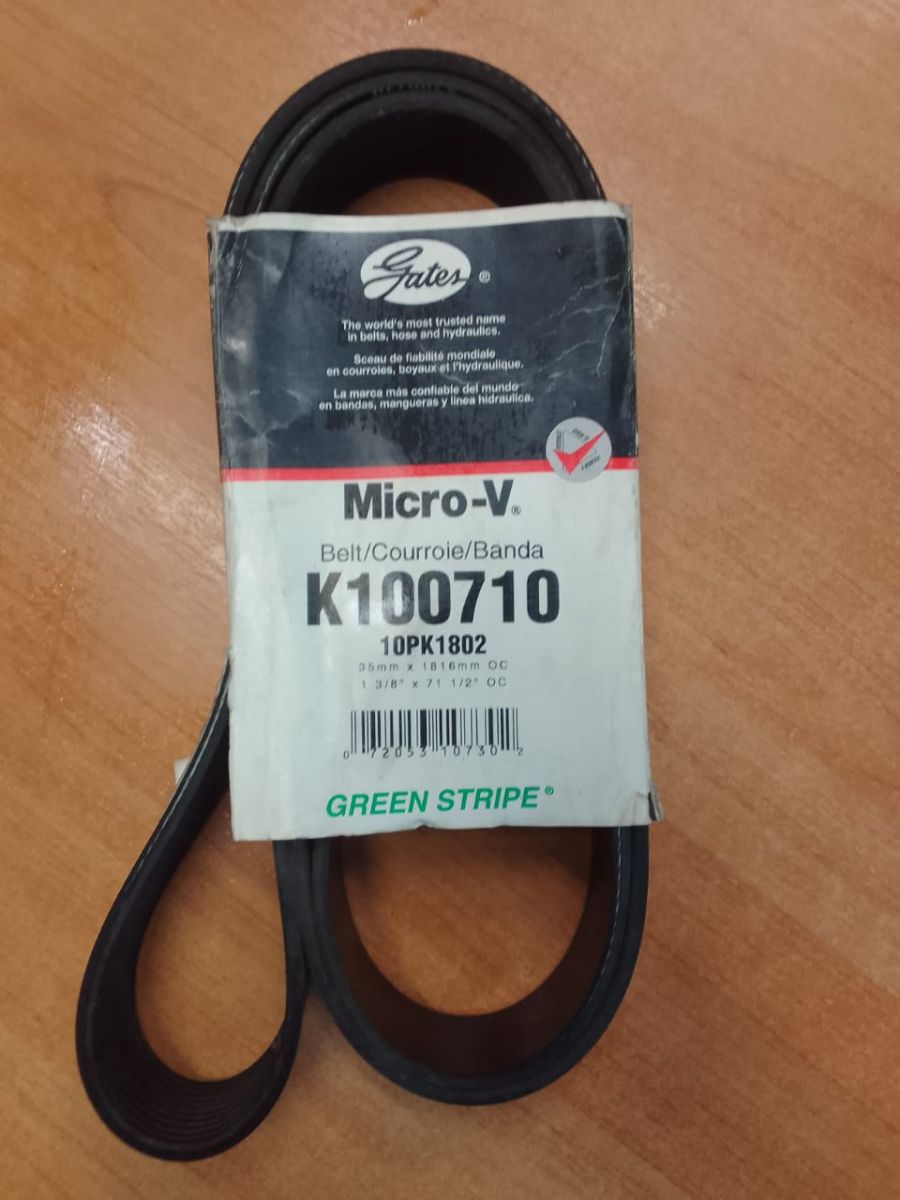 Gates ®
The world's most trusted name
in belts, hose and hydraulics.
Sceau de fiabilité mondiale
en courroies, boyaux et l'hydraulique.
La marca más confiable del mundo
en bandas, mangueras y linea hidraulica.
Micro-V®
Belt/Courroie/Banda
K100710
10PK1802
35mm x 1816mm OC
1 3/8" x 71 1/2" OC
0 72053 10730 2
GREEN STRIPE®